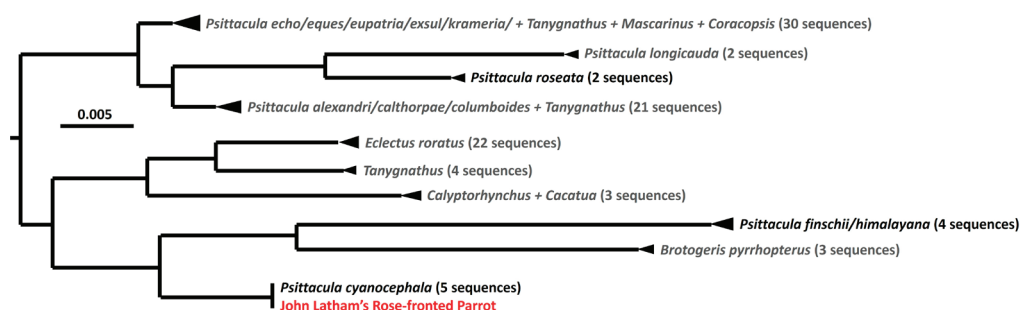 Psittacula echo/eques/eupatria/exsul/krameria/ + Tanygnathus + Mascarinus + Coracopsis (30 sequences)
Psittacula longicauda (2 sequences)
Psittacula roseata (2 sequences)
Psittacula alexandri/calthorpae/columboides + Tanygnathus (21 sequences)
0.005
Eclectus roratus (22 sequences)
Tanygnathus (4 sequences)
Calyptorhynchus + Cacatua (3 sequences)
Psittacula finschii/himalayana (4 sequences)
Brotogeris pyrrhopterus (3 sequences)
Psittacula cyanocephala (5 sequences)
John Latham's Rose-fronted Parrot